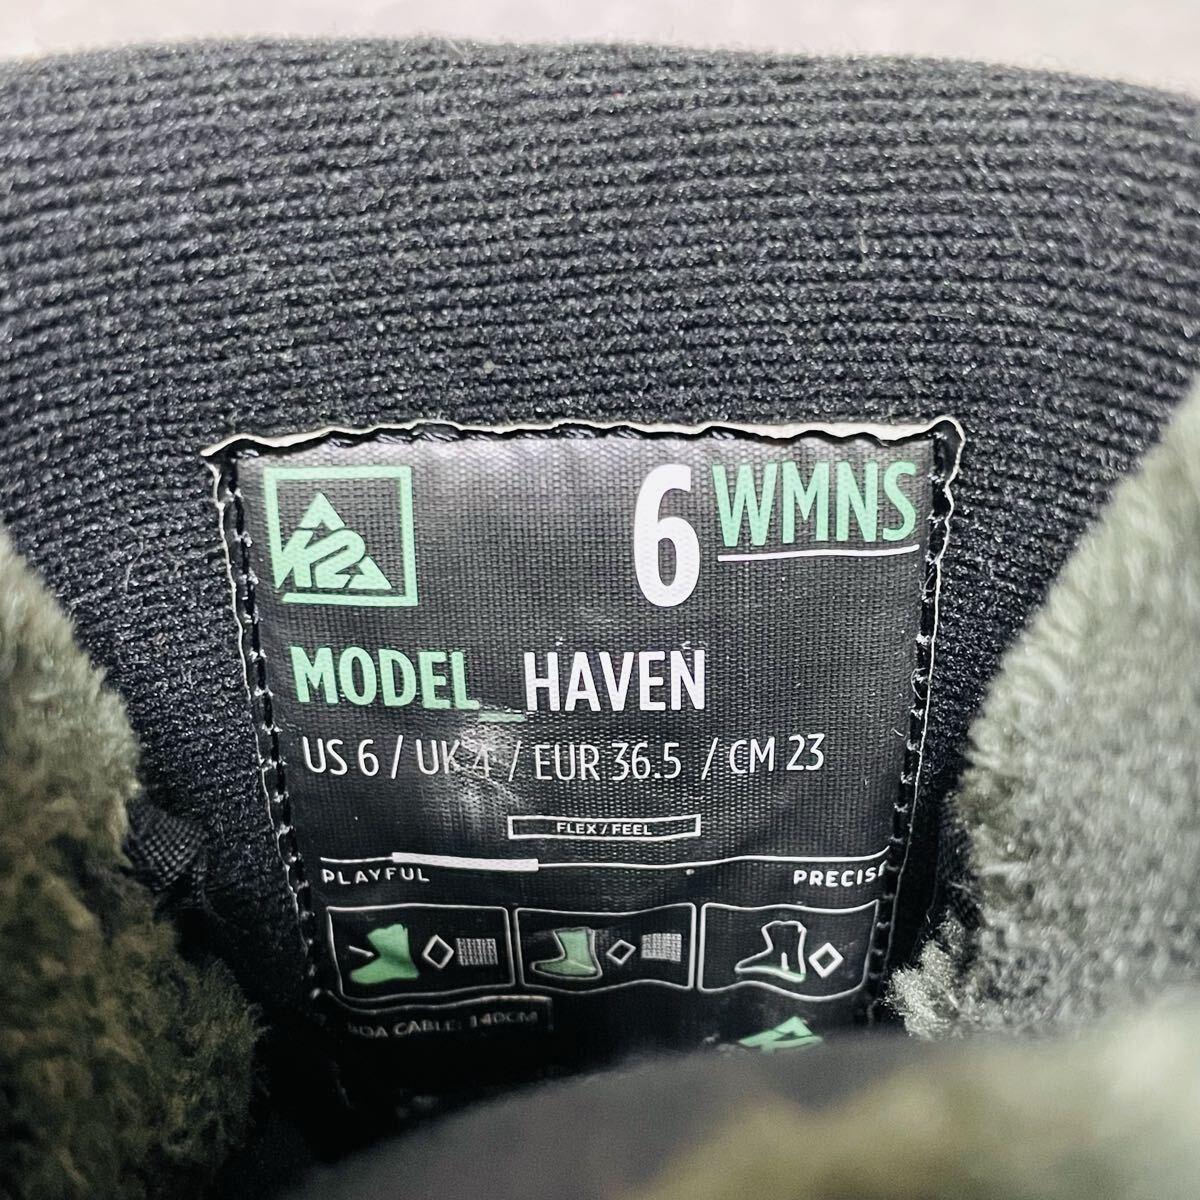 K2
6 WMNS
MODEL_HAVEN
US 6 / UK 4 / EUR 36.5 / CM 23
FLEX / FEEL
PLAYFUL
PRECISE
BOA CABLE: 140CM